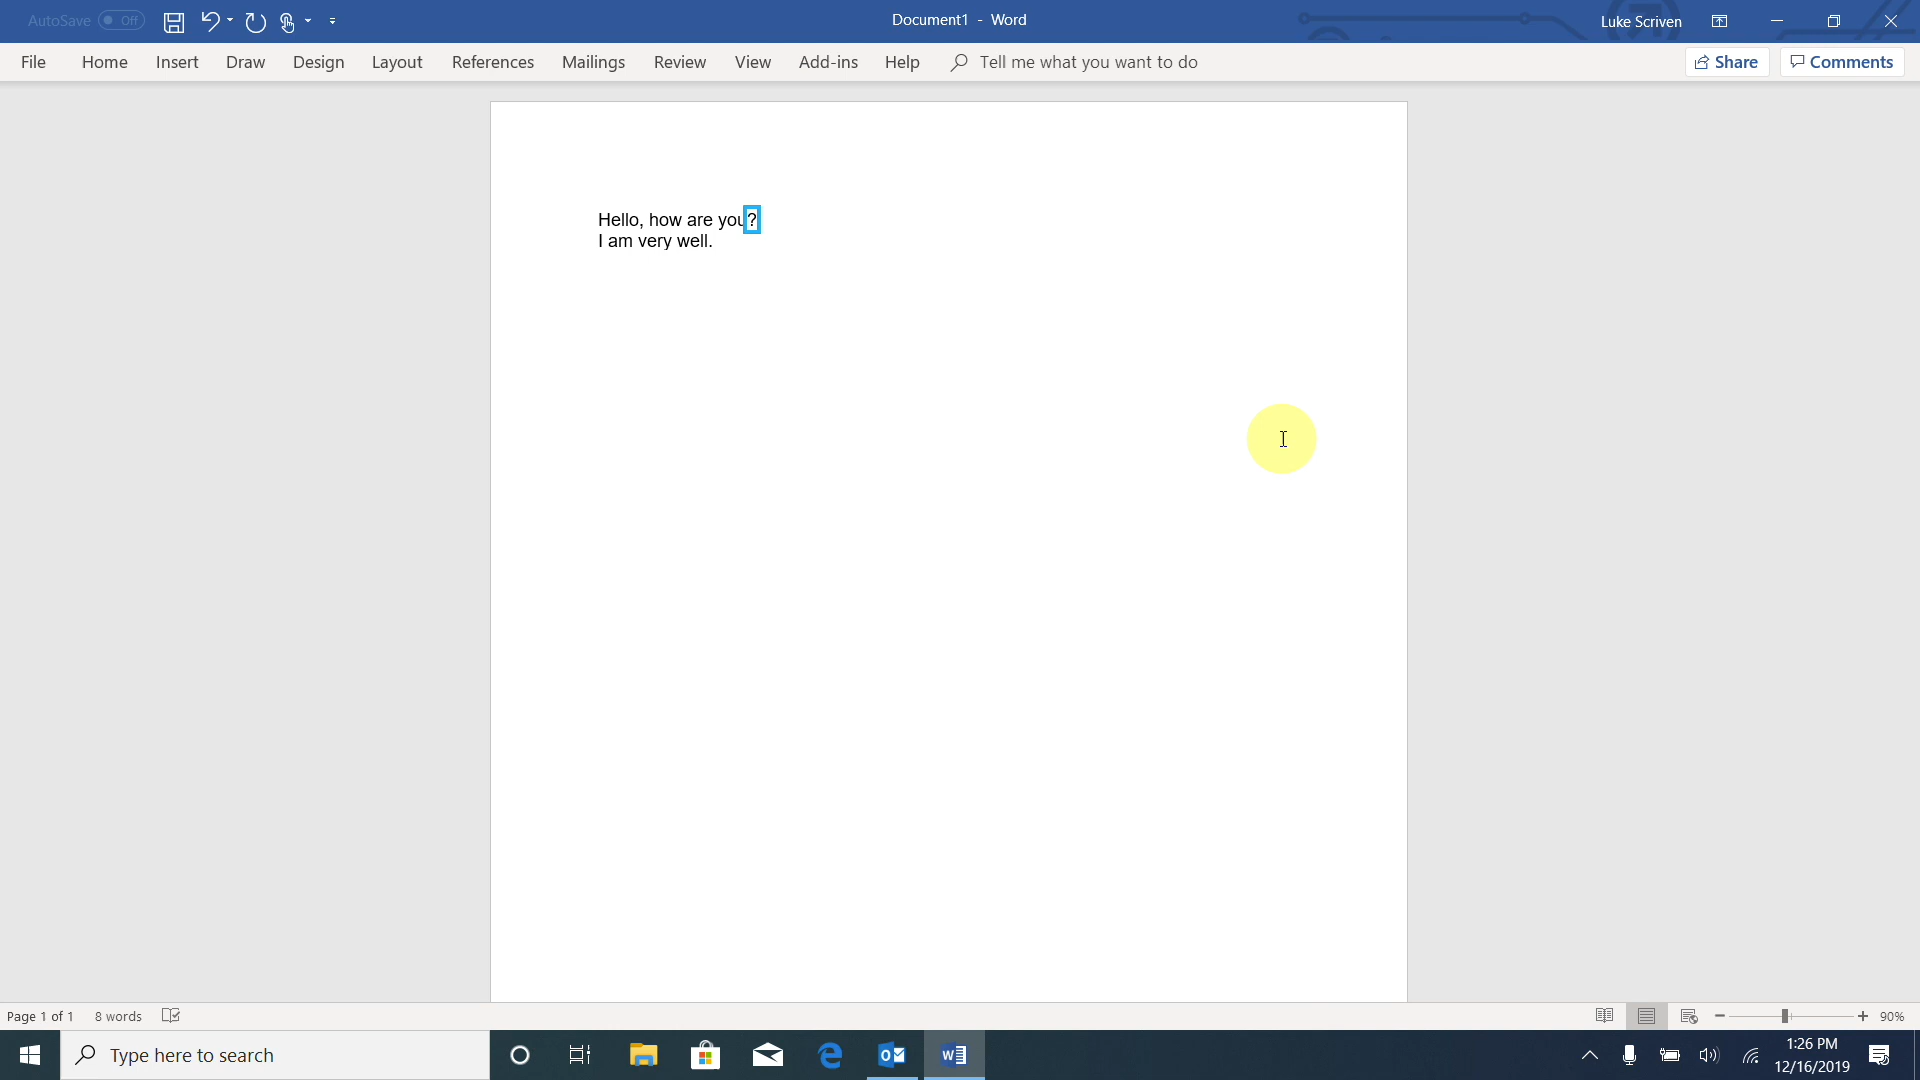 AutoSave Off
Document1 - Word
Luke Scriven
File Home Insert Draw Design Layout References Mailings Review View Add-ins Help Tell me what you want to do Share Comments
Hello, how are you?
I am very well.
Page 1 of 1 8 words 90%
Type here to search
1:26 PM
12/16/2019